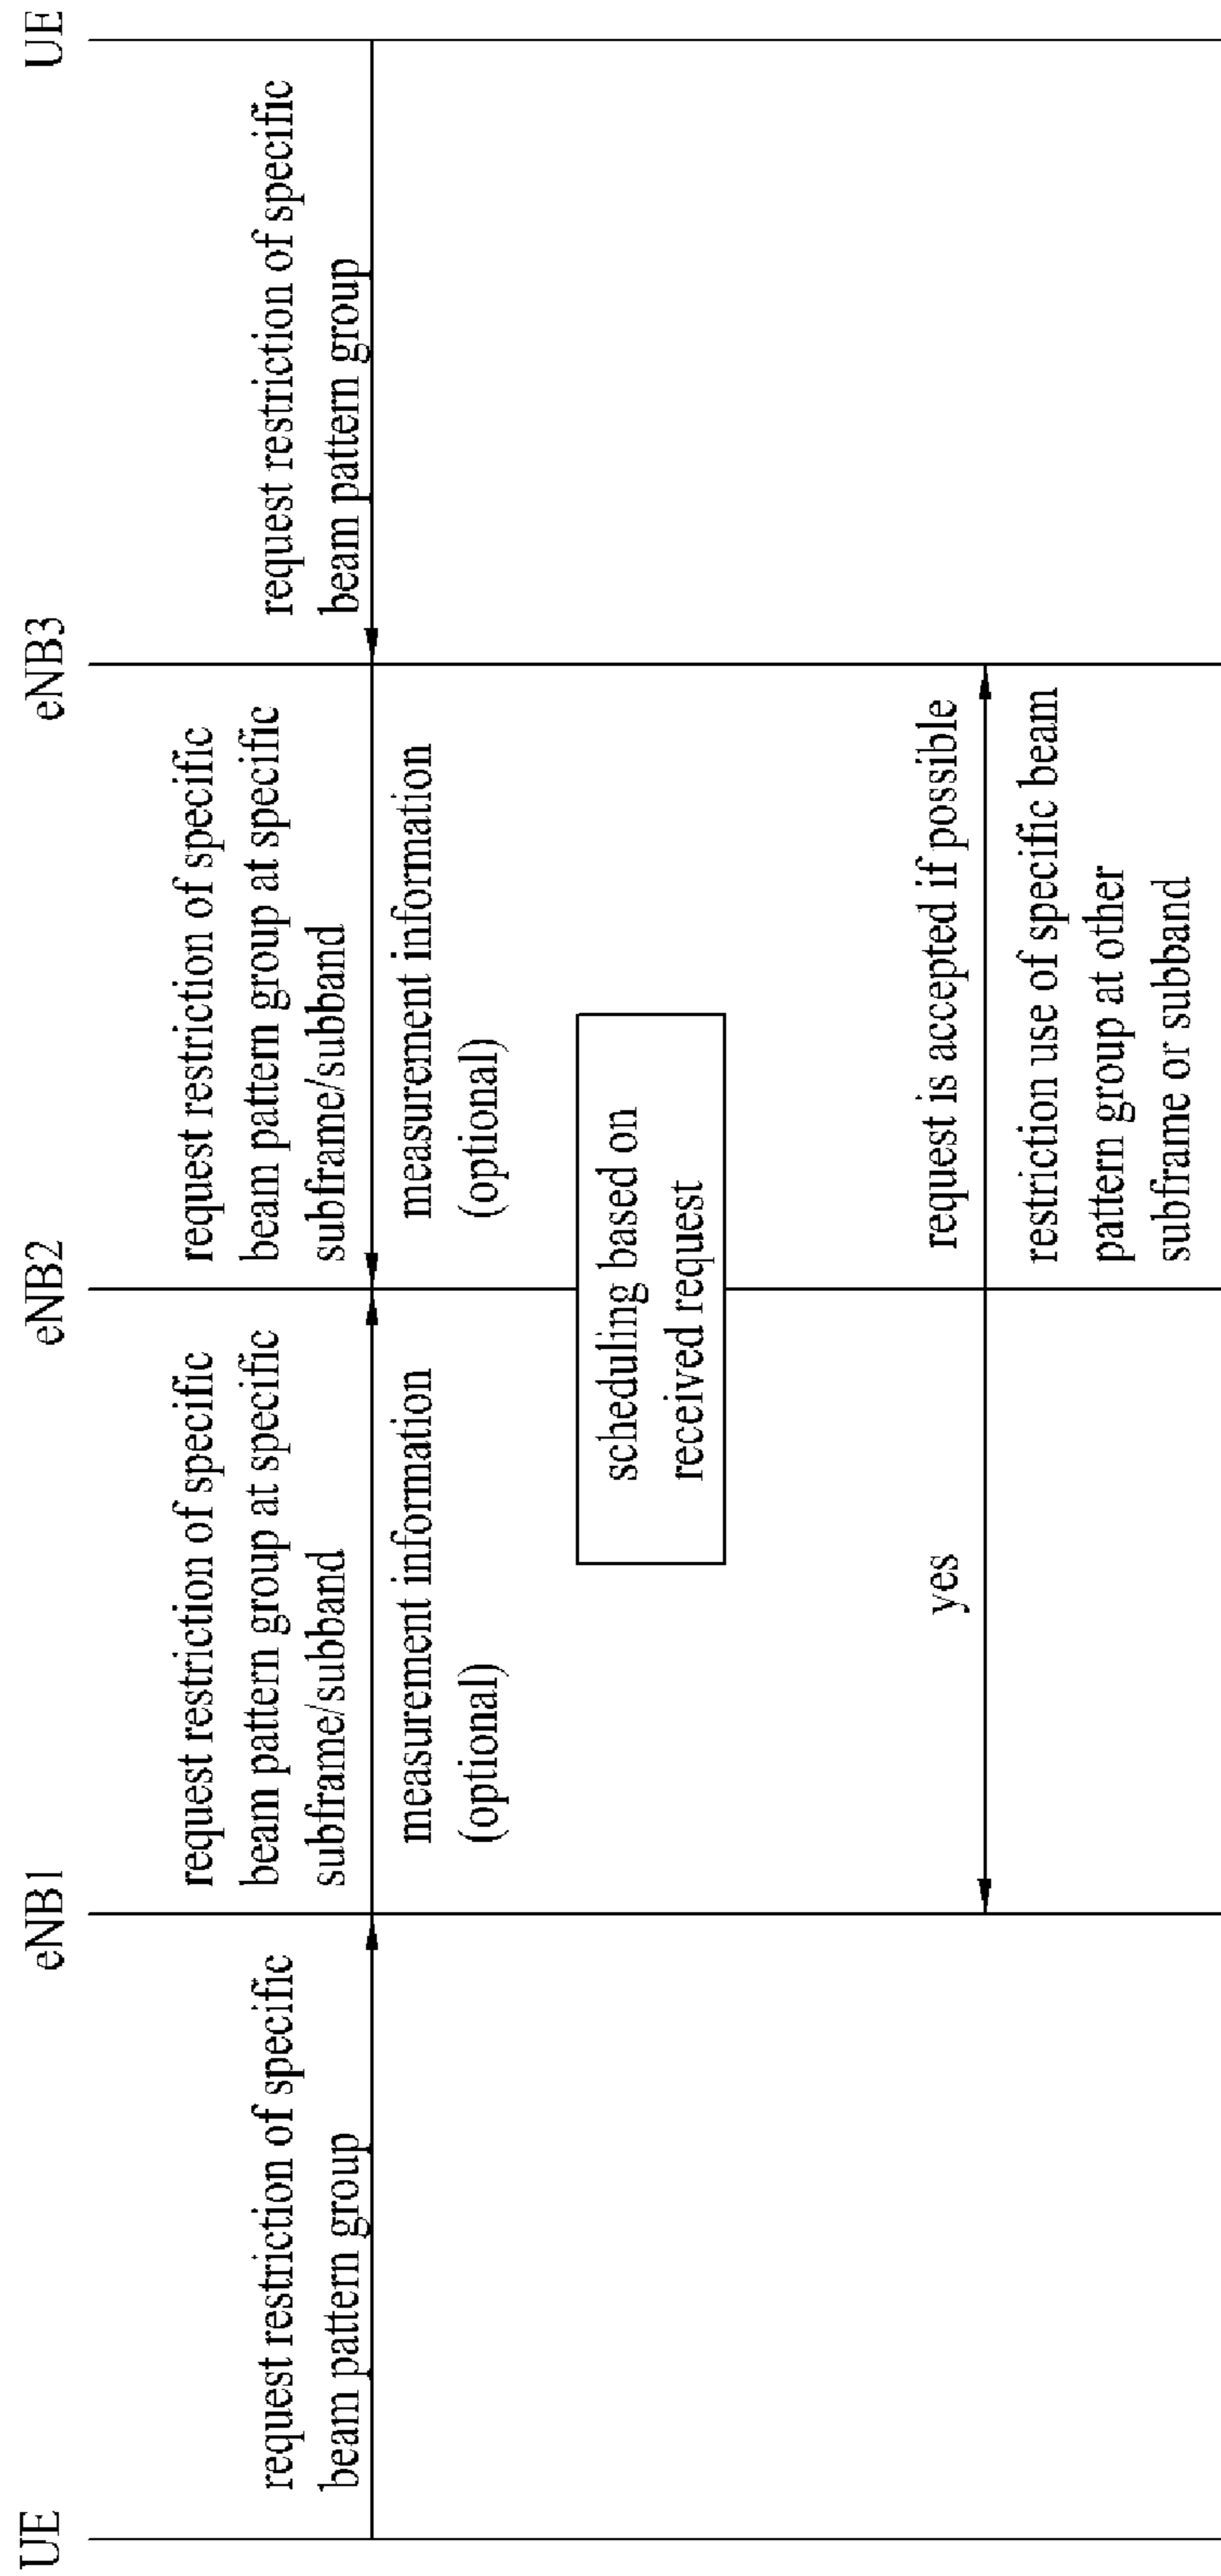 UE
eNB1
eNB2
eNB3
UE
request restriction of specific
beam pattern group
request restriction of specific
beam pattern group at specific
subframe/subband
measurement information
(optional)
request restriction of specific
beam pattern group at specific
subframe/subband
measurement information
(optional)
request restriction of specific
beam pattern group
scheduling based on
received request
yes
request is accepted if possible
restriction use of specific beam
pattern group at other
subframe or subband